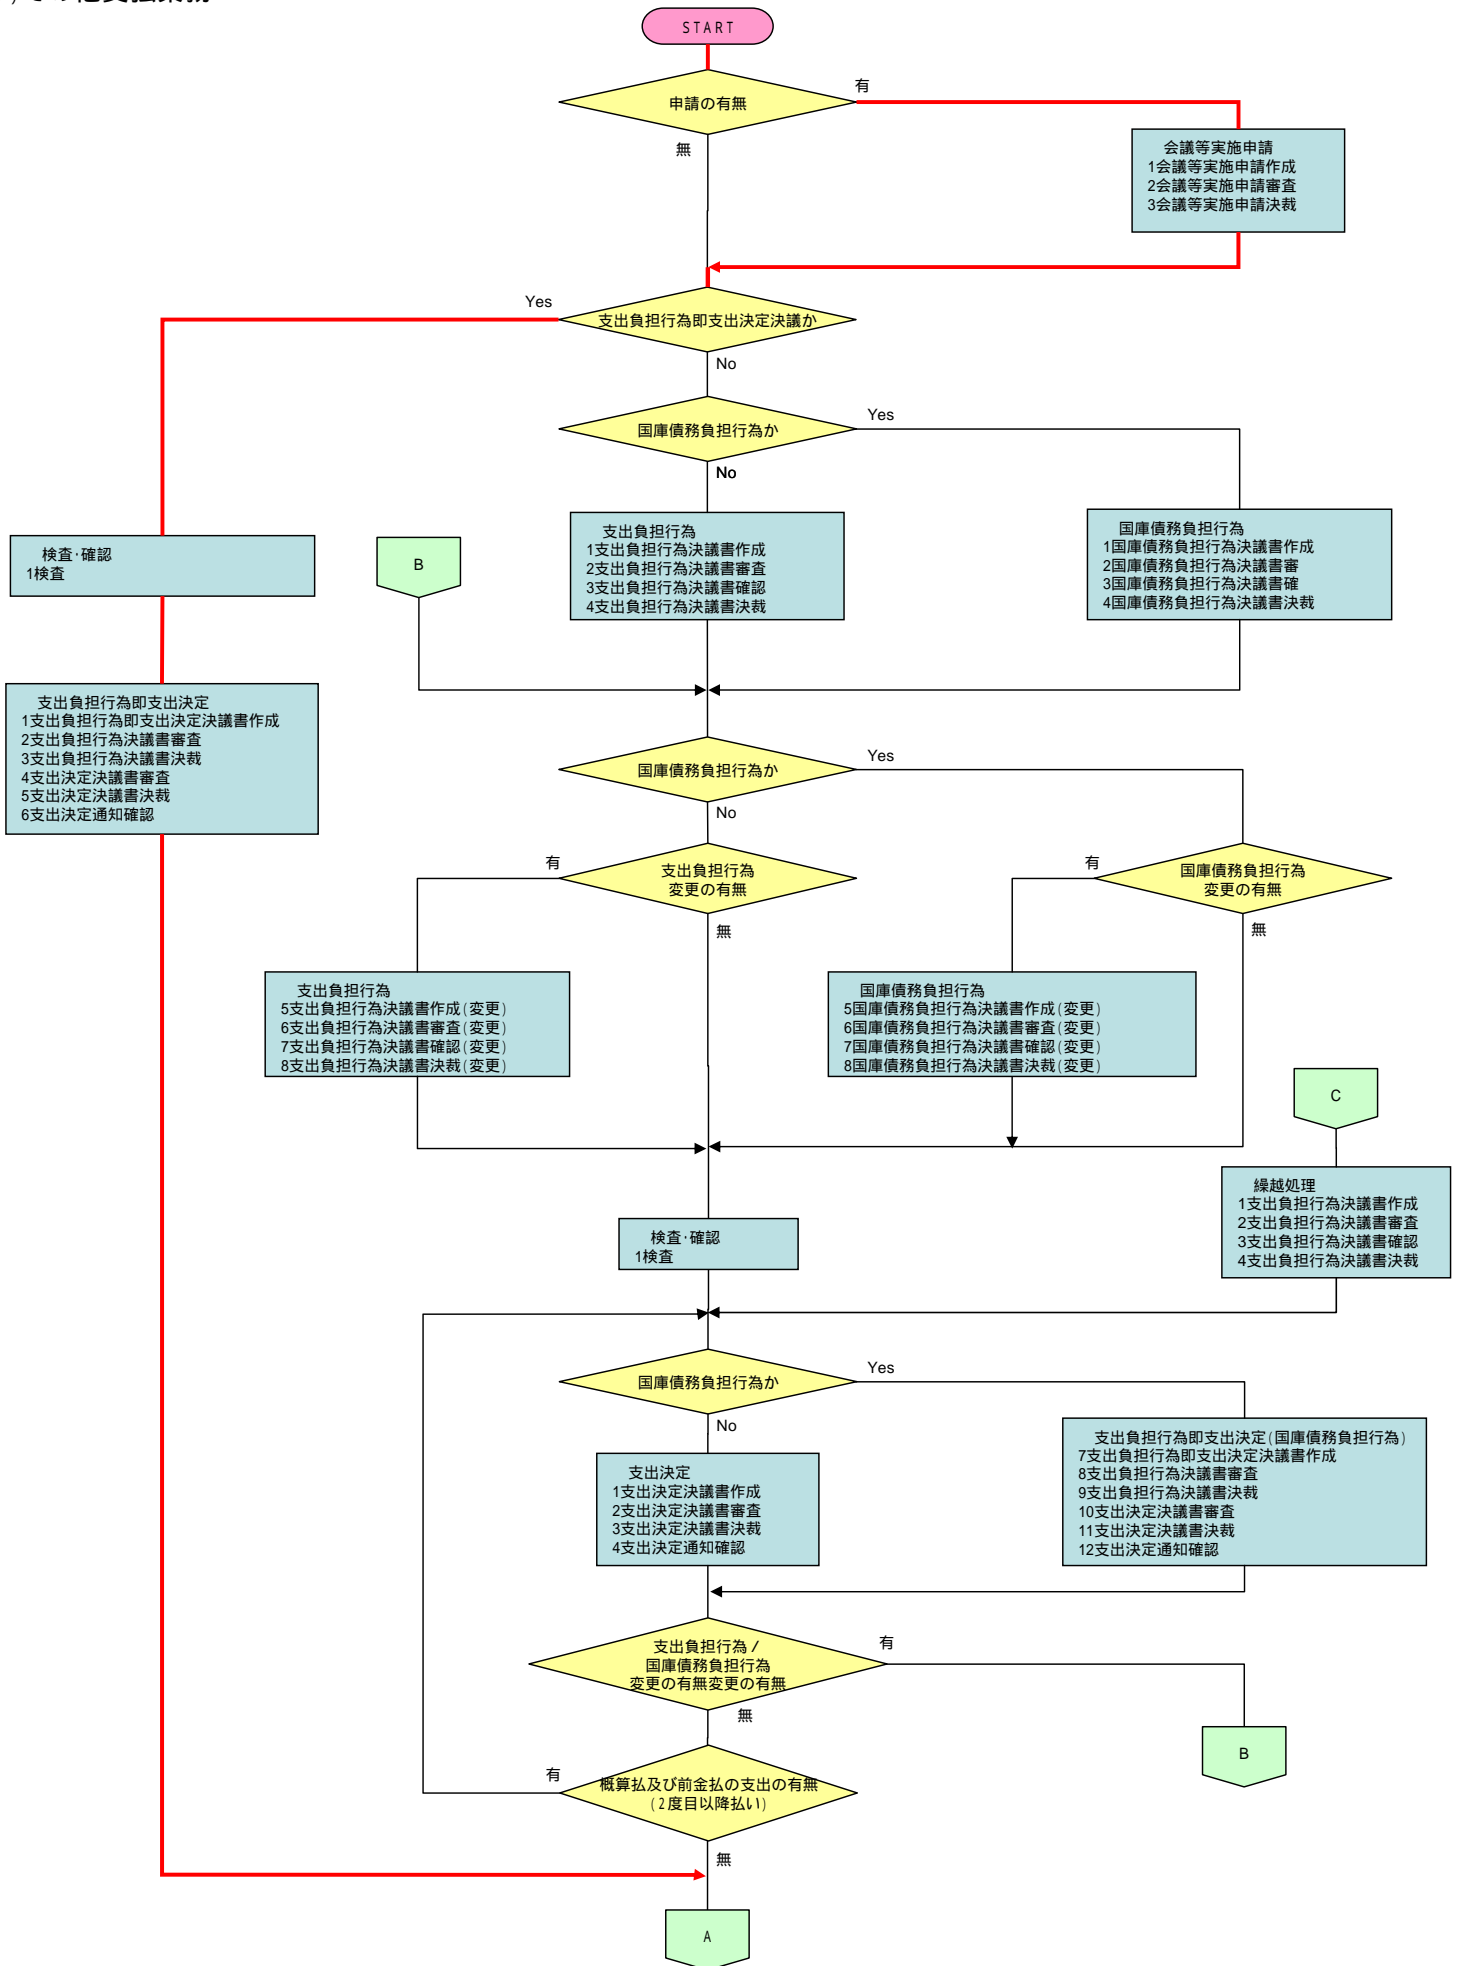 START
申請の有無
有
無
会議等実施申請
1会議等実施申請作成
2会議等実施申請審査
3会議等実施申請決裁
Yes
支出負担行為即支出決定決議か
No
国庫債務負担行為か
Yes
No
検査・確認
1検査
B
支出負担行為
1支出負担行為決議書作成
2支出負担行為決議書審査
3支出負担行為決議書確認
4支出負担行為決議書決裁
国庫債務負担行為
1国庫債務負担行為決議書作成
2国庫債務負担行為決議書審
3国庫債務負担行為決議書確
4国庫債務負担行為決議書決裁
支出負担行為即支出決定
1支出負担行為即支出決定決議書作成
2支出負担行為決議書審査
3支出負担行為決議書決裁
4支出決定決議書審査
5支出決定決議書決裁
6支出決定通知確認
国庫債務負担行為か
Yes
No
有
支出負担行為
変更の有無
無
有
国庫債務負担行為
変更の有無
無
支出負担行為
5支出負担行為決議書作成(変更)
6支出負担行為決議書審査(変更)
7支出負担行為決議書確認(変更)
8支出負担行為決議書決裁(変更)
国庫債務負担行為
5国庫債務負担行為決議書作成(変更)
6国庫債務負担行為決議書審査(変更)
7国庫債務負担行為決議書確認(変更)
8国庫債務負担行為決議書決裁(変更)
C
繰越処理
1支出負担行為決議書作成
2支出負担行為決議書審査
3支出負担行為決議書確認
4支出負担行為決議書決裁
検査・確認
1検査
国庫債務負担行為か
Yes
No
支出決定
1支出決定決議書作成
2支出決定決議書審査
3支出決定決議書決裁
4支出決定通知確認
支出負担行為即支出決定(国庫債務負担行為)
7支出負担行為即支出決定決議書作成
8支出負担行為決議書審査
9支出負担行為決議書決裁
10支出決定決議書審査
11支出決定決議書決裁
12支出決定通知確認
支出負担行為/
国庫債務負担行為
変更の有無変更の有無
有
無
B
有
概算払及び前金払の支出の有無
(2度目以降払い)
無
A